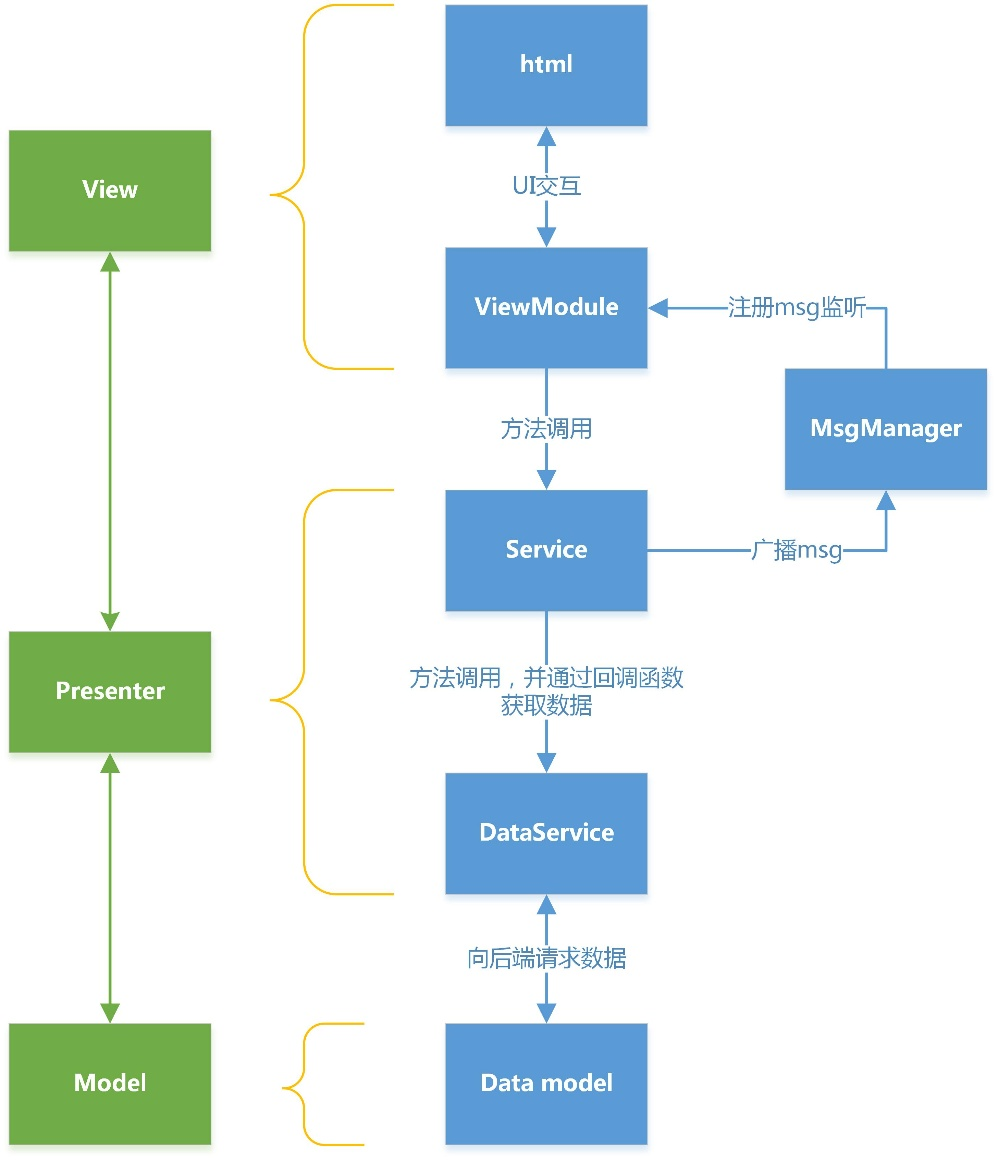 html
View
UI交互
ViewModule
注册msg监听
方法调用
MsgManager
Service
广播msg
方法调用，并通过回调函数
获取数据
Presenter
DataService
向后端请求数据
Model
Data model